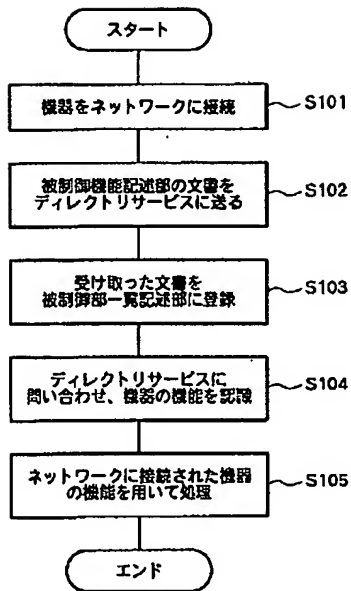 スタート
機器をネットワークに接続
S101
被制御機能記述部の文書を
ディレクトリサービスに送る
S102
受け取った文書を
被制御部一覧記述部に登録
S103
ディレクトリサービスに
問い合わせ、機器の機能を認識
S104
ネットワークに接続された機器
の機能を用いて処理
S105
エンド